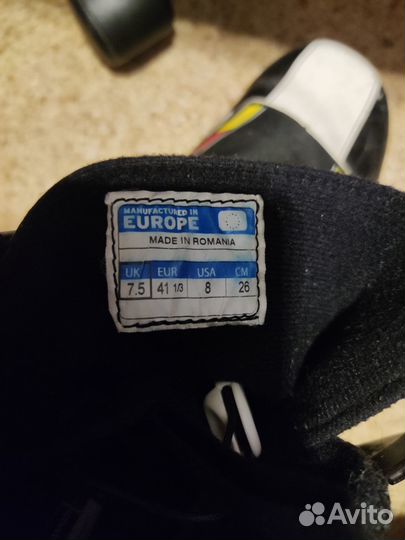 MANUFACTURED IN
EUROPE
MADE IN ROMANIA
UK EUR USA CM
7.5 41 1/3 8 26
Avito